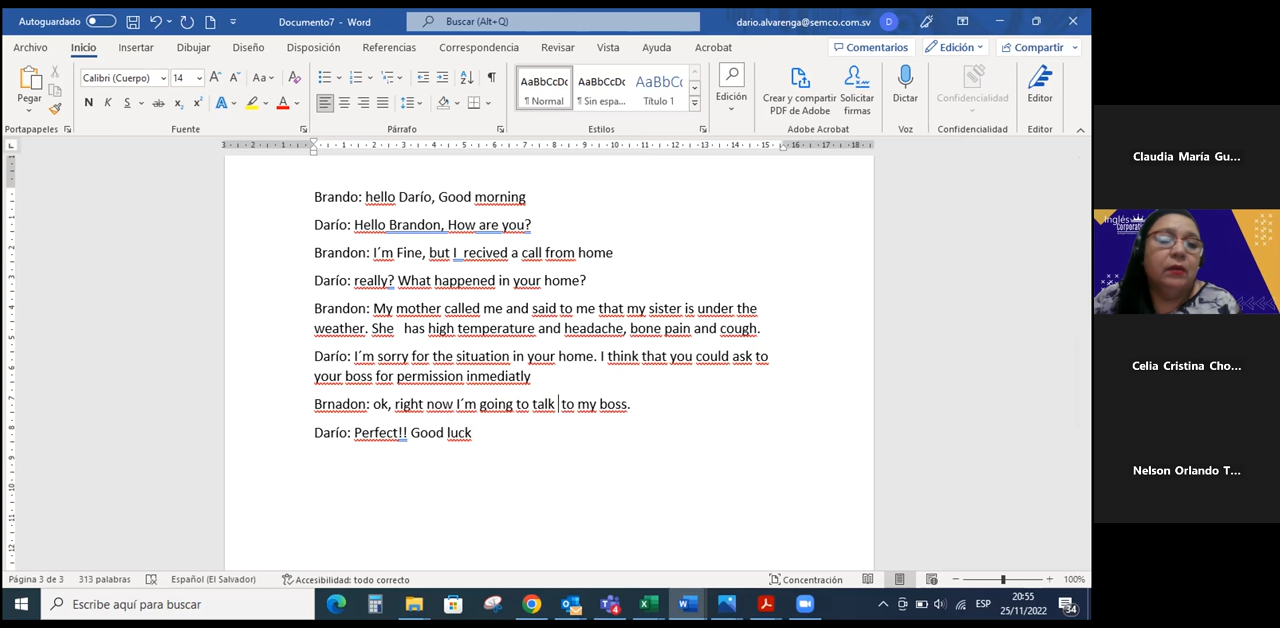 Autoguardado
Documento7 - Word
Buscar (Alt+Q)
dario.alvarenga@semco.com.sv
D
Archivo Inicio Insertar Dibujar Diseño Disposición Referencias Correspondencia Revisar Vista Ayuda Acrobat
Comentarios Edición Compartir
Calibri (Cuerpo) 14
Pegar
N K S
AaBbCcDc AaBbCcDc AaBbCc
¶ Normal ¶ Sin espa... Título 1
Edición
Crear y compartir PDF de Adobe
Solicitar firmas
Dictar
Confidencialidad
Editor
Portapapeles Fuente Párrafo Estilos Adobe Acrobat Voz Confidencialidad Editor
Brando: hello Darío, Good morning
Darío: Hello Brandon, How are you?
Brandon: I´m Fine, but I recived a call from home
Darío: really? What happened in your home?
Brandon: My mother called me and said to me that my sister is under the
weather. She has high temperature and headache, bone pain and cough.
Darío: I´m sorry for the situation in your home. I think that you could ask to
your boss for permission inmediatly
Brnadon: ok, right now I´m going to talk to my boss.
Darío: Perfect!! Good luck
Página 3 de 3 313 palabras Español (El Salvador) Accesibilidad: todo correcto
Concentración 100%
Escribe aquí para buscar
ESP
20:55
25/11/2022
34
Claudia María Gu...
Inglés
Corporativo
Celia Cristina Cho...
Nelson Orlando T...